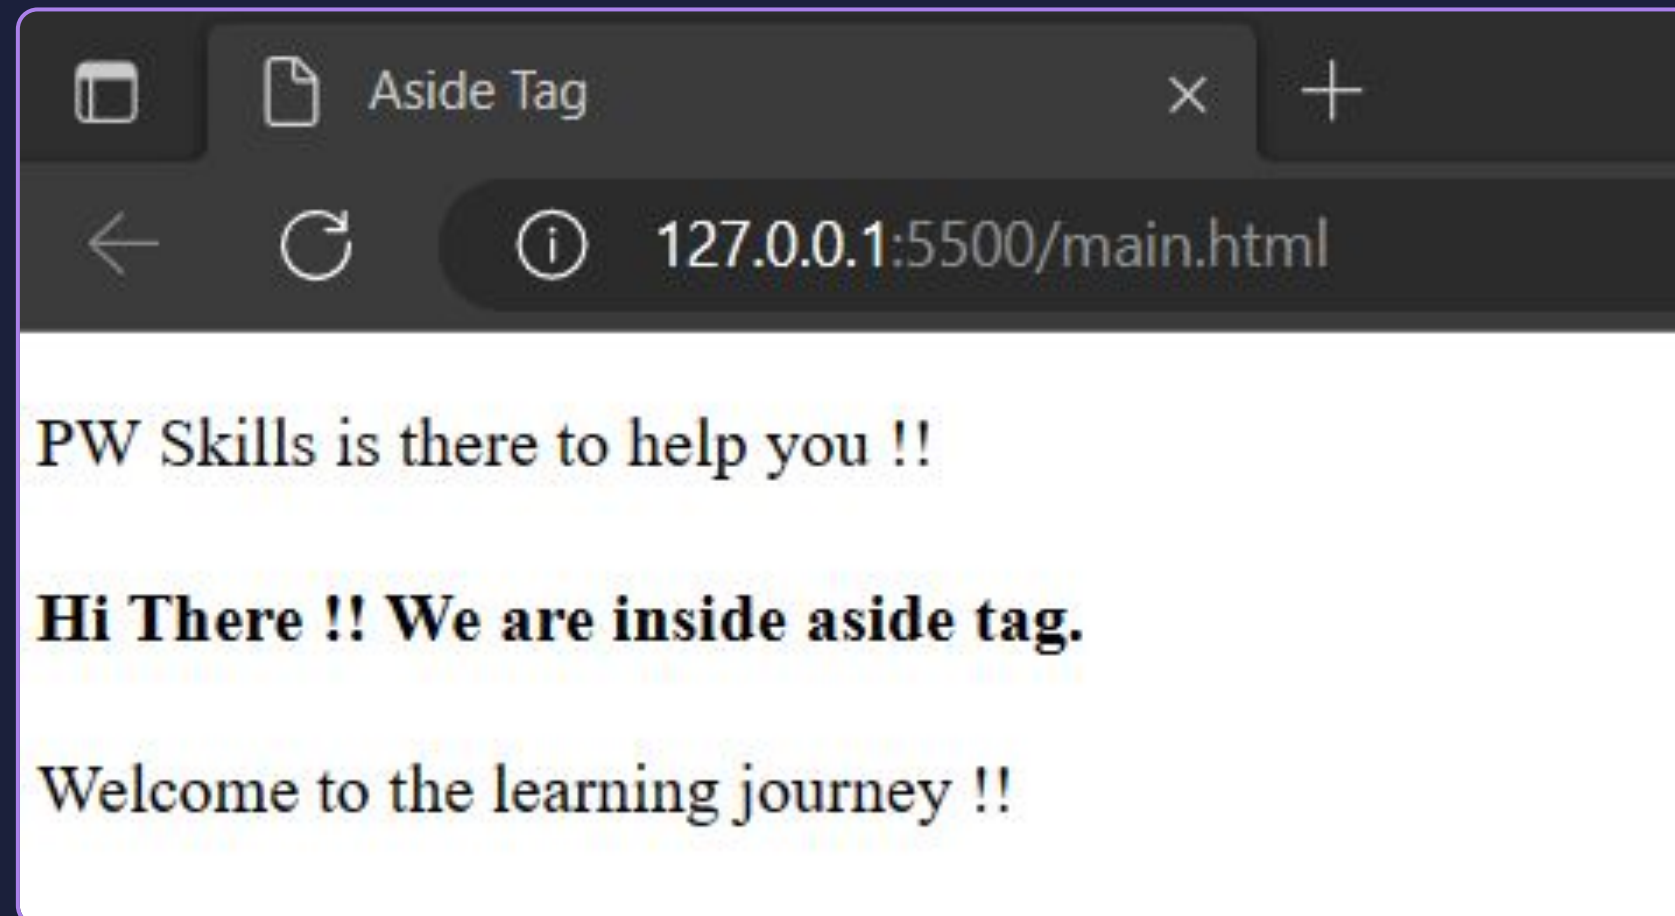 Aside Tag
127.0.0.1:5500/main.html
PW Skills is there to help you !!
Hi There !! We are inside aside tag.
Welcome to the learning journey !!